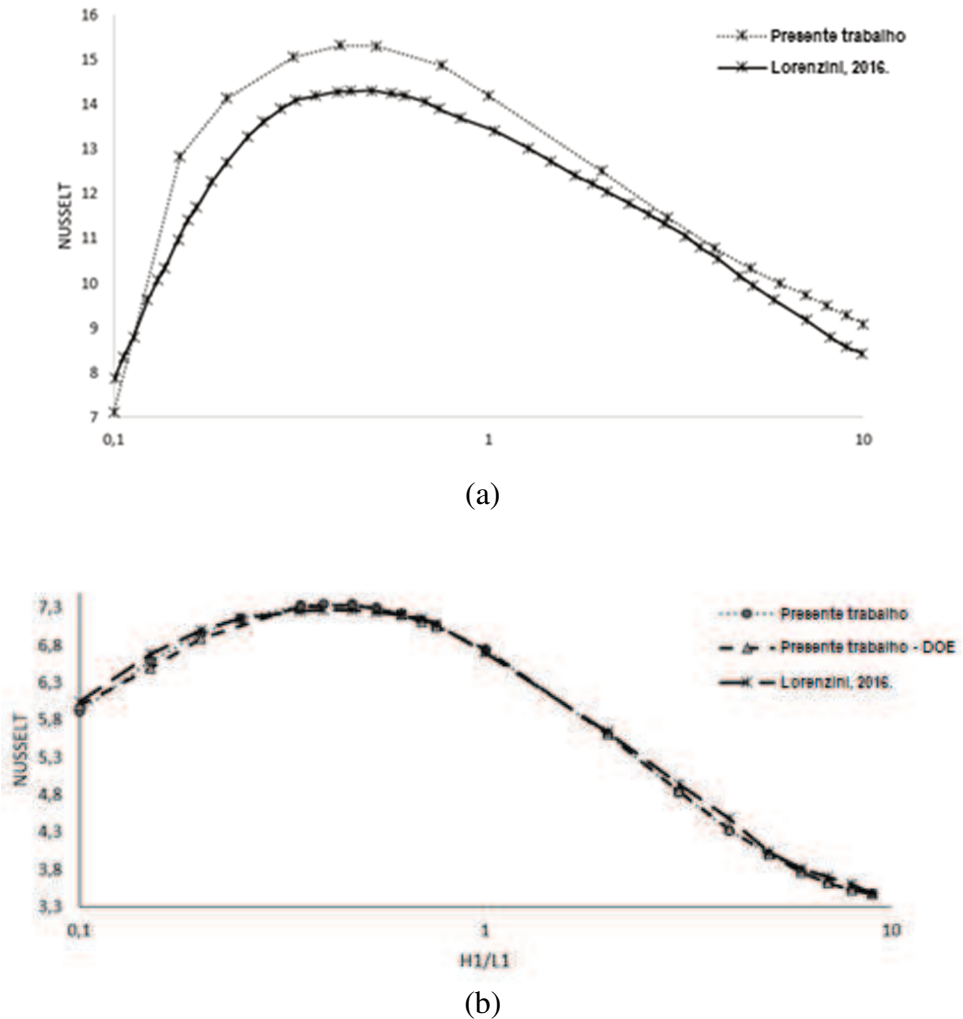 16
15
14
13
12
11
10
9
8
7
NUSSELT
Presente trabalho
Lorenzini, 2016.
0,1
1
10
(a)
7,3
6,8
6,3
5,8
5,3
4,8
4,3
3,8
3,3
NUSSELT
Presente trabalho
Presente trabalho - DOE
Lorenzini, 2016.
0,1
1
10
H1/L1
(b)